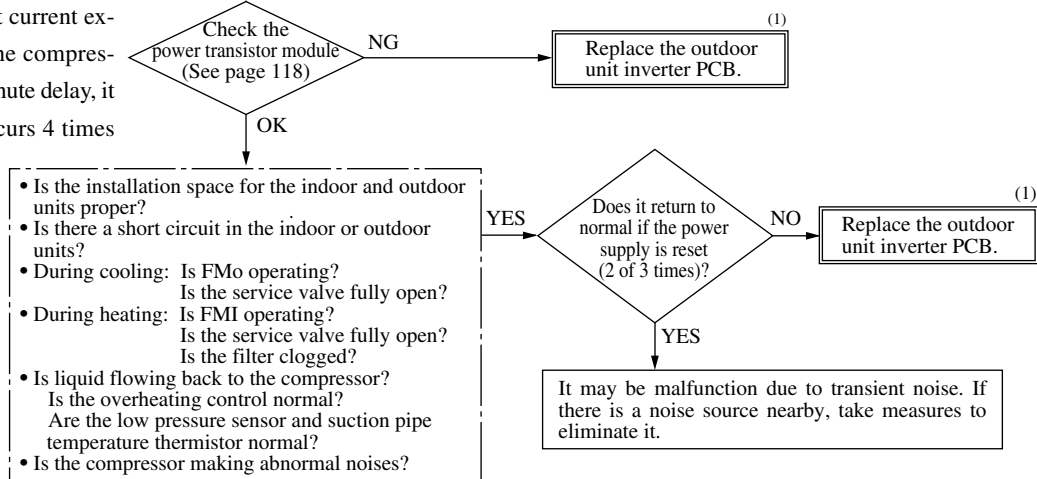 t current ex-
he compres-
nute delay, it
curs 4 times
Check the
power transistor module
(See page 118)
NG
OK
(1)
Replace the outdoor
unit inverter PCB.
• Is the installation space for the indoor and outdoor
units proper?
• Is there a short circuit in the indoor or outdoor
units?
• During cooling: Is FMo operating?
Is the service valve fully open?
• During heating: Is FMI operating?
Is the service valve fully open?
Is the filter clogged?
• Is liquid flowing back to the compressor?
Is the overheating control normal?
Are the low pressure sensor and suction pipe
temperature thermistor normal?
• Is the compressor making abnormal noises?
YES
Does it return to
normal if the power
supply is reset
(2 of 3 times)?
NO
(1)
Replace the outdoor
unit inverter PCB.
YES
It may be malfunction due to transient noise. If
there is a noise source nearby, take measures to
eliminate it.